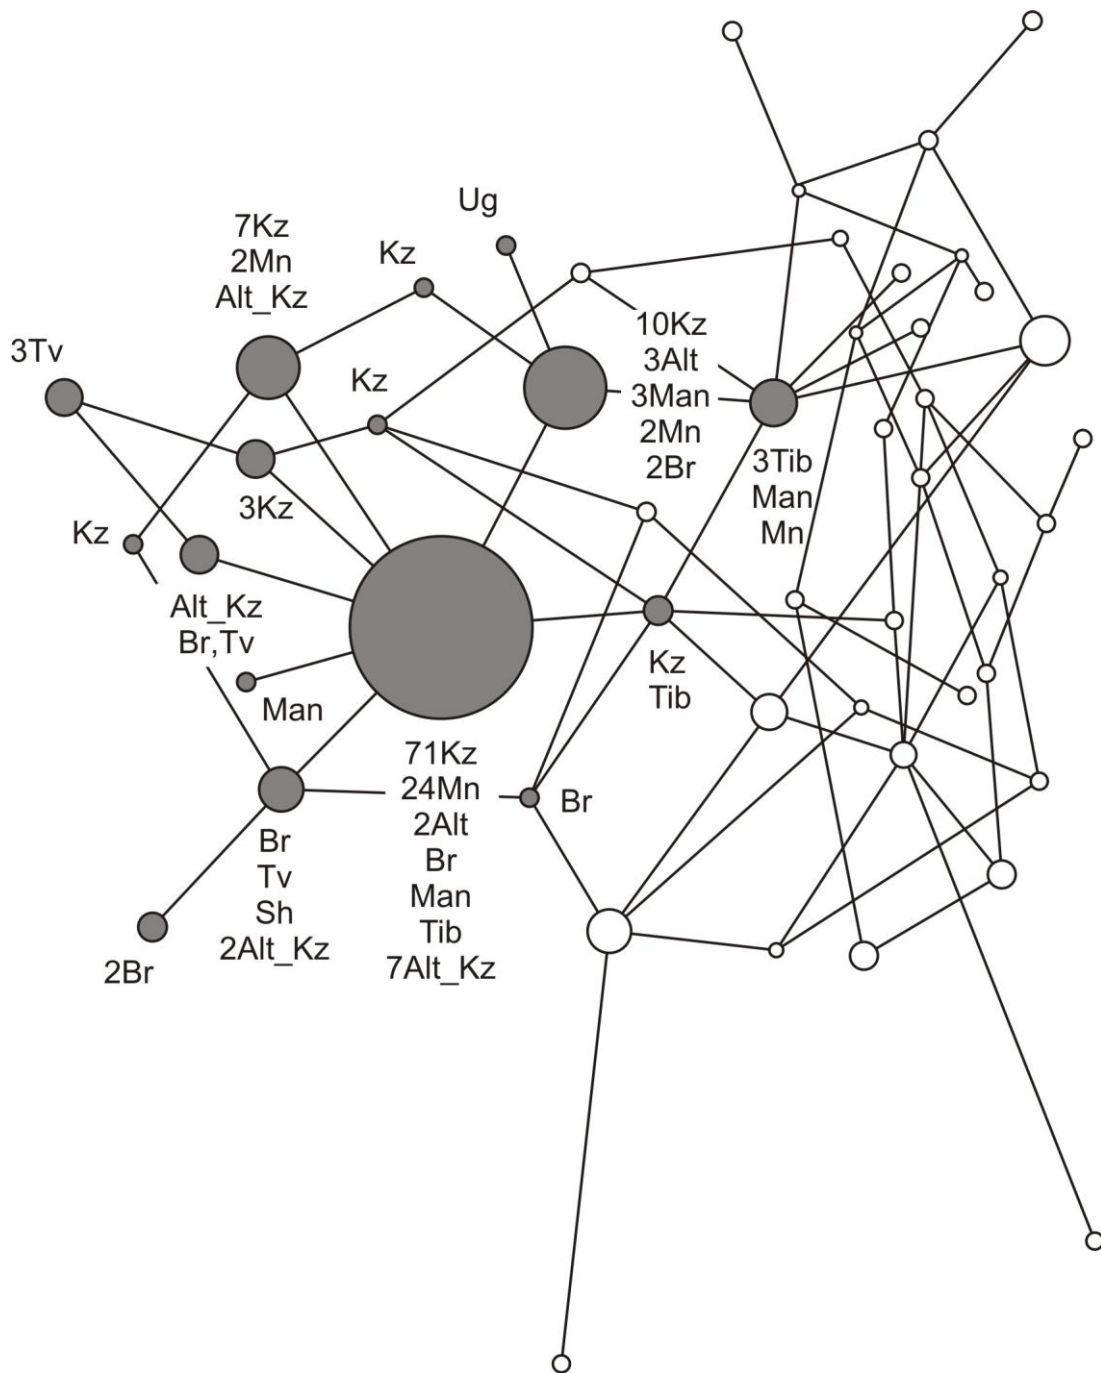 Ug
7Kz
2Mn
Alt_Kz
Kz
10Kz
3Alt
3Man
2Mn
2Br
3Tv
Kz
3Kz
3Tib
Man
Mn
Kz
Alt_Kz
Br,Tv
Man
Kz
Tib
71Kz
24Mn
2Alt
Br
Man
Tib
7Alt_Kz
Br
Br
Tv
Sh
2Alt_Kz
2Br